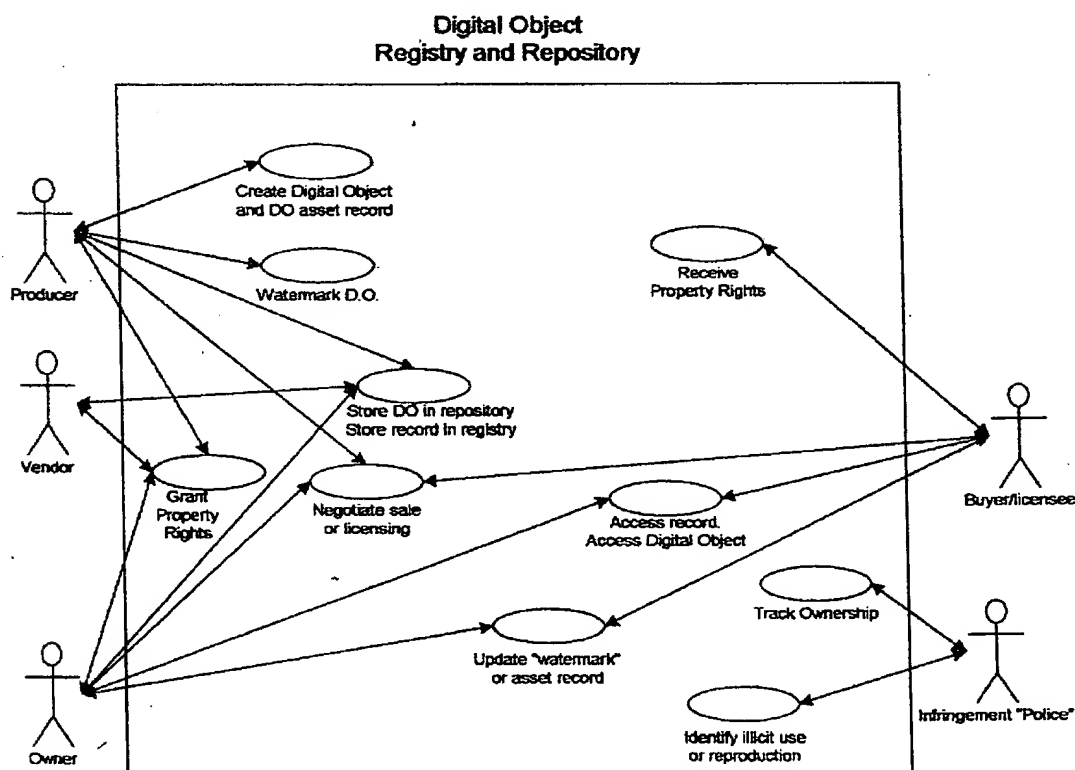 Digital Object
Registry and Repository
Create Digital Object
and DO asset record
Producer
Watermark D.O.
Receive
Property Rights
Vendor
Store DO in repository
Store record in registry
Grant
Property
Rights
Negotiate sale
or licensing
Access record.
Access Digital Object
Buyer/licensee
Track Ownership
Update "watermark"
or asset record
Owner
Identify illicit use
or reproduction
Infringement "Police"